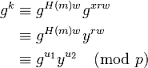 g^k ≡ g^{H(m)w} g^{xrw}
≡ g^{H(m)w} y^{rw}
≡ g^{u_1} y^{u_2} (mod p)